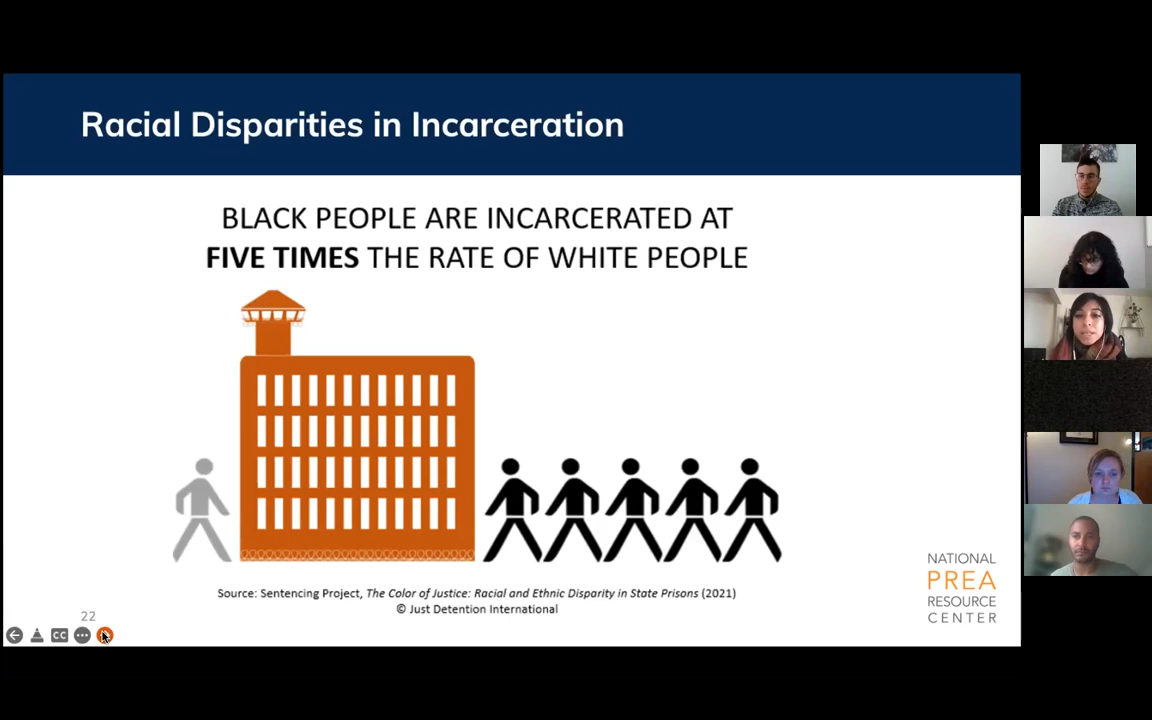 Racial Disparities in Incarceration
BLACK PEOPLE ARE INCARCERATED AT
FIVE TIMES THE RATE OF WHITE PEOPLE
Source: Sentencing Project, The Color of Justice: Racial and Ethnic Disparity in State Prisons (2021)
© Just Detention International
NATIONAL
PREA
RESOURCE
CENTER
22
CC